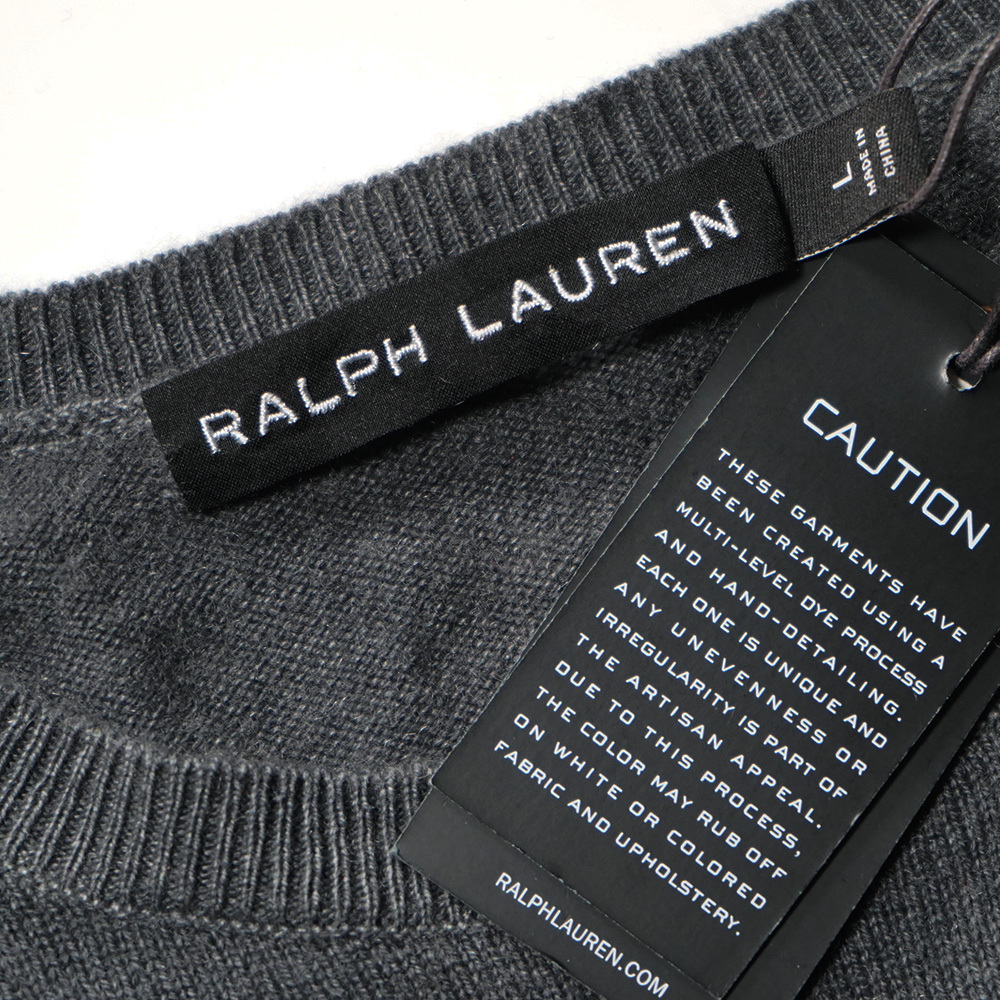 RALPH LAUREN
L
MADE IN
CHINA
CAUTION
THESE GARMENTS HAVE
BEEN CREATED USING A
MULTI-LEVEL DYE PROCESS
AND HAND-DETAILING.
EACH ONE IS UNIQUE AND
ANY UNEVENNESS OR
IRREGULARITY IS PART OF
THE ARTISAN APPEAL.
DUE TO THIS PROCESS,
THE COLOR MAY RUB OFF
ON WHITE OR COLORED
FABRIC AND UPHOLSTERY.
RALPHLAUREN.COM